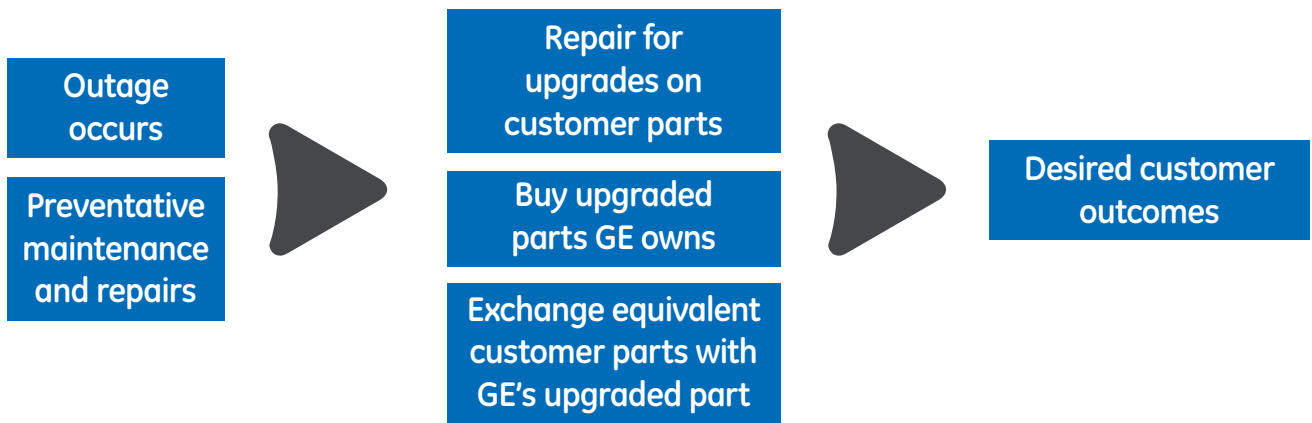 Outage
occurs
Preventative
maintenance
and repairs
Repair for
upgrades on
customer parts
Buy upgraded
parts GE owns
Exchange equivalent
customer parts with
GE’s upgraded part
Desired customer
outcomes